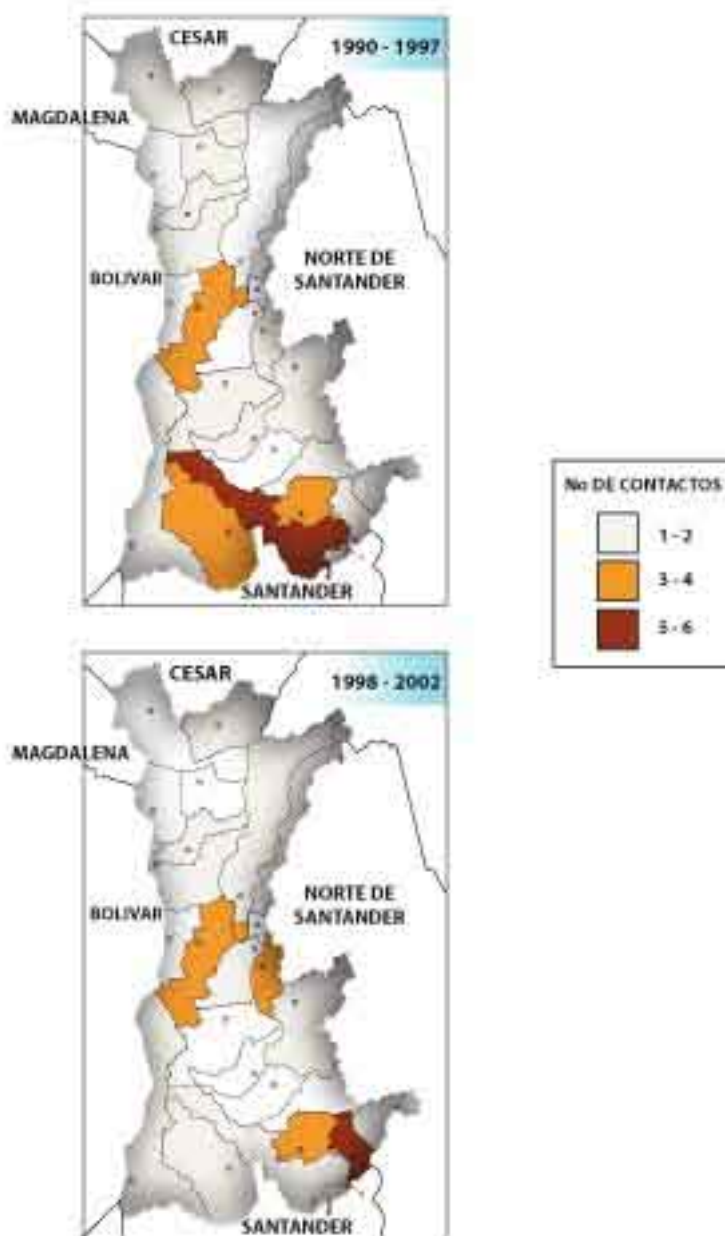 CESAR
1990 - 1997
MAGDALENA
BOLIVAR
NORTE DE
SANTANDER
SANTANDER
No DE CONTACTOS
1 - 2
3 - 4
5 - 6
CESAR
1998 - 2002
MAGDALENA
BOLIVAR
NORTE DE
SANTANDER
SANTANDER